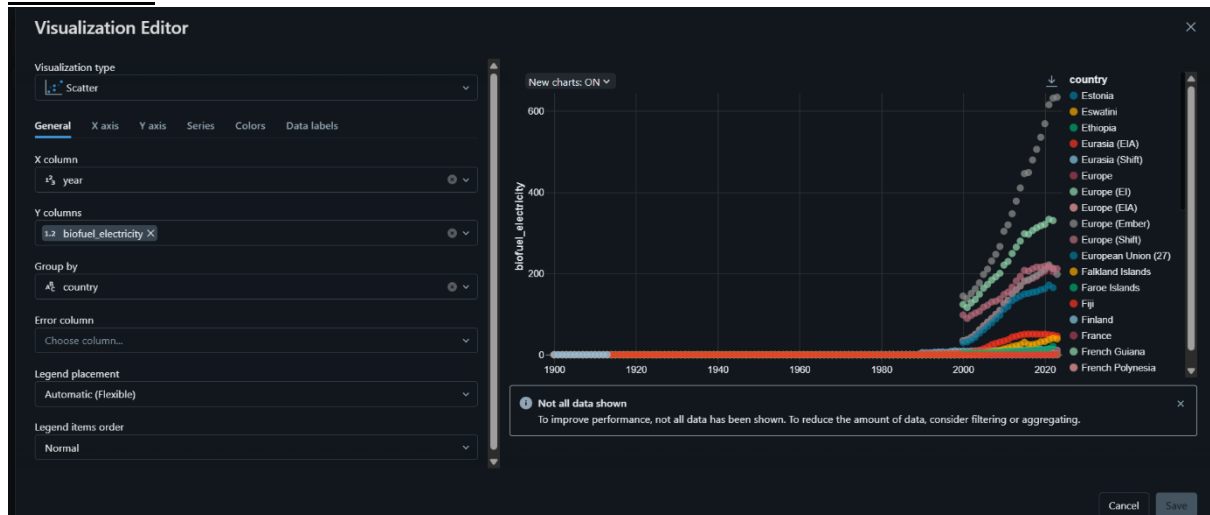 Visualization Editor
Visualization type
Scatter
General X axis Y axis Series Colors Data labels
X column
1²3 year
Y columns
1.2 biofuel_electricity
Group by
country
Error column
Choose column...
Legend placement
Automatic (Flexible)
Legend items order
Normal
New charts: ON
biofuel_electricity
600
400
200
0
1900 1920 1940 1960 1980 2000 2020
country
Estonia
Eswatini
Ethiopia
Eurasia (EIA)
Eurasia (Shift)
Europe
Europe (EI)
Europe (EIA)
Europe (Ember)
Europe (Shift)
European Union (27)
Falkland Islands
Faroe Islands
Fiji
Finland
France
French Guiana
French Polynesia
Not all data shown
To improve performance, not all data has been shown. To reduce the amount of data, consider filtering or aggregating.
Cancel Save